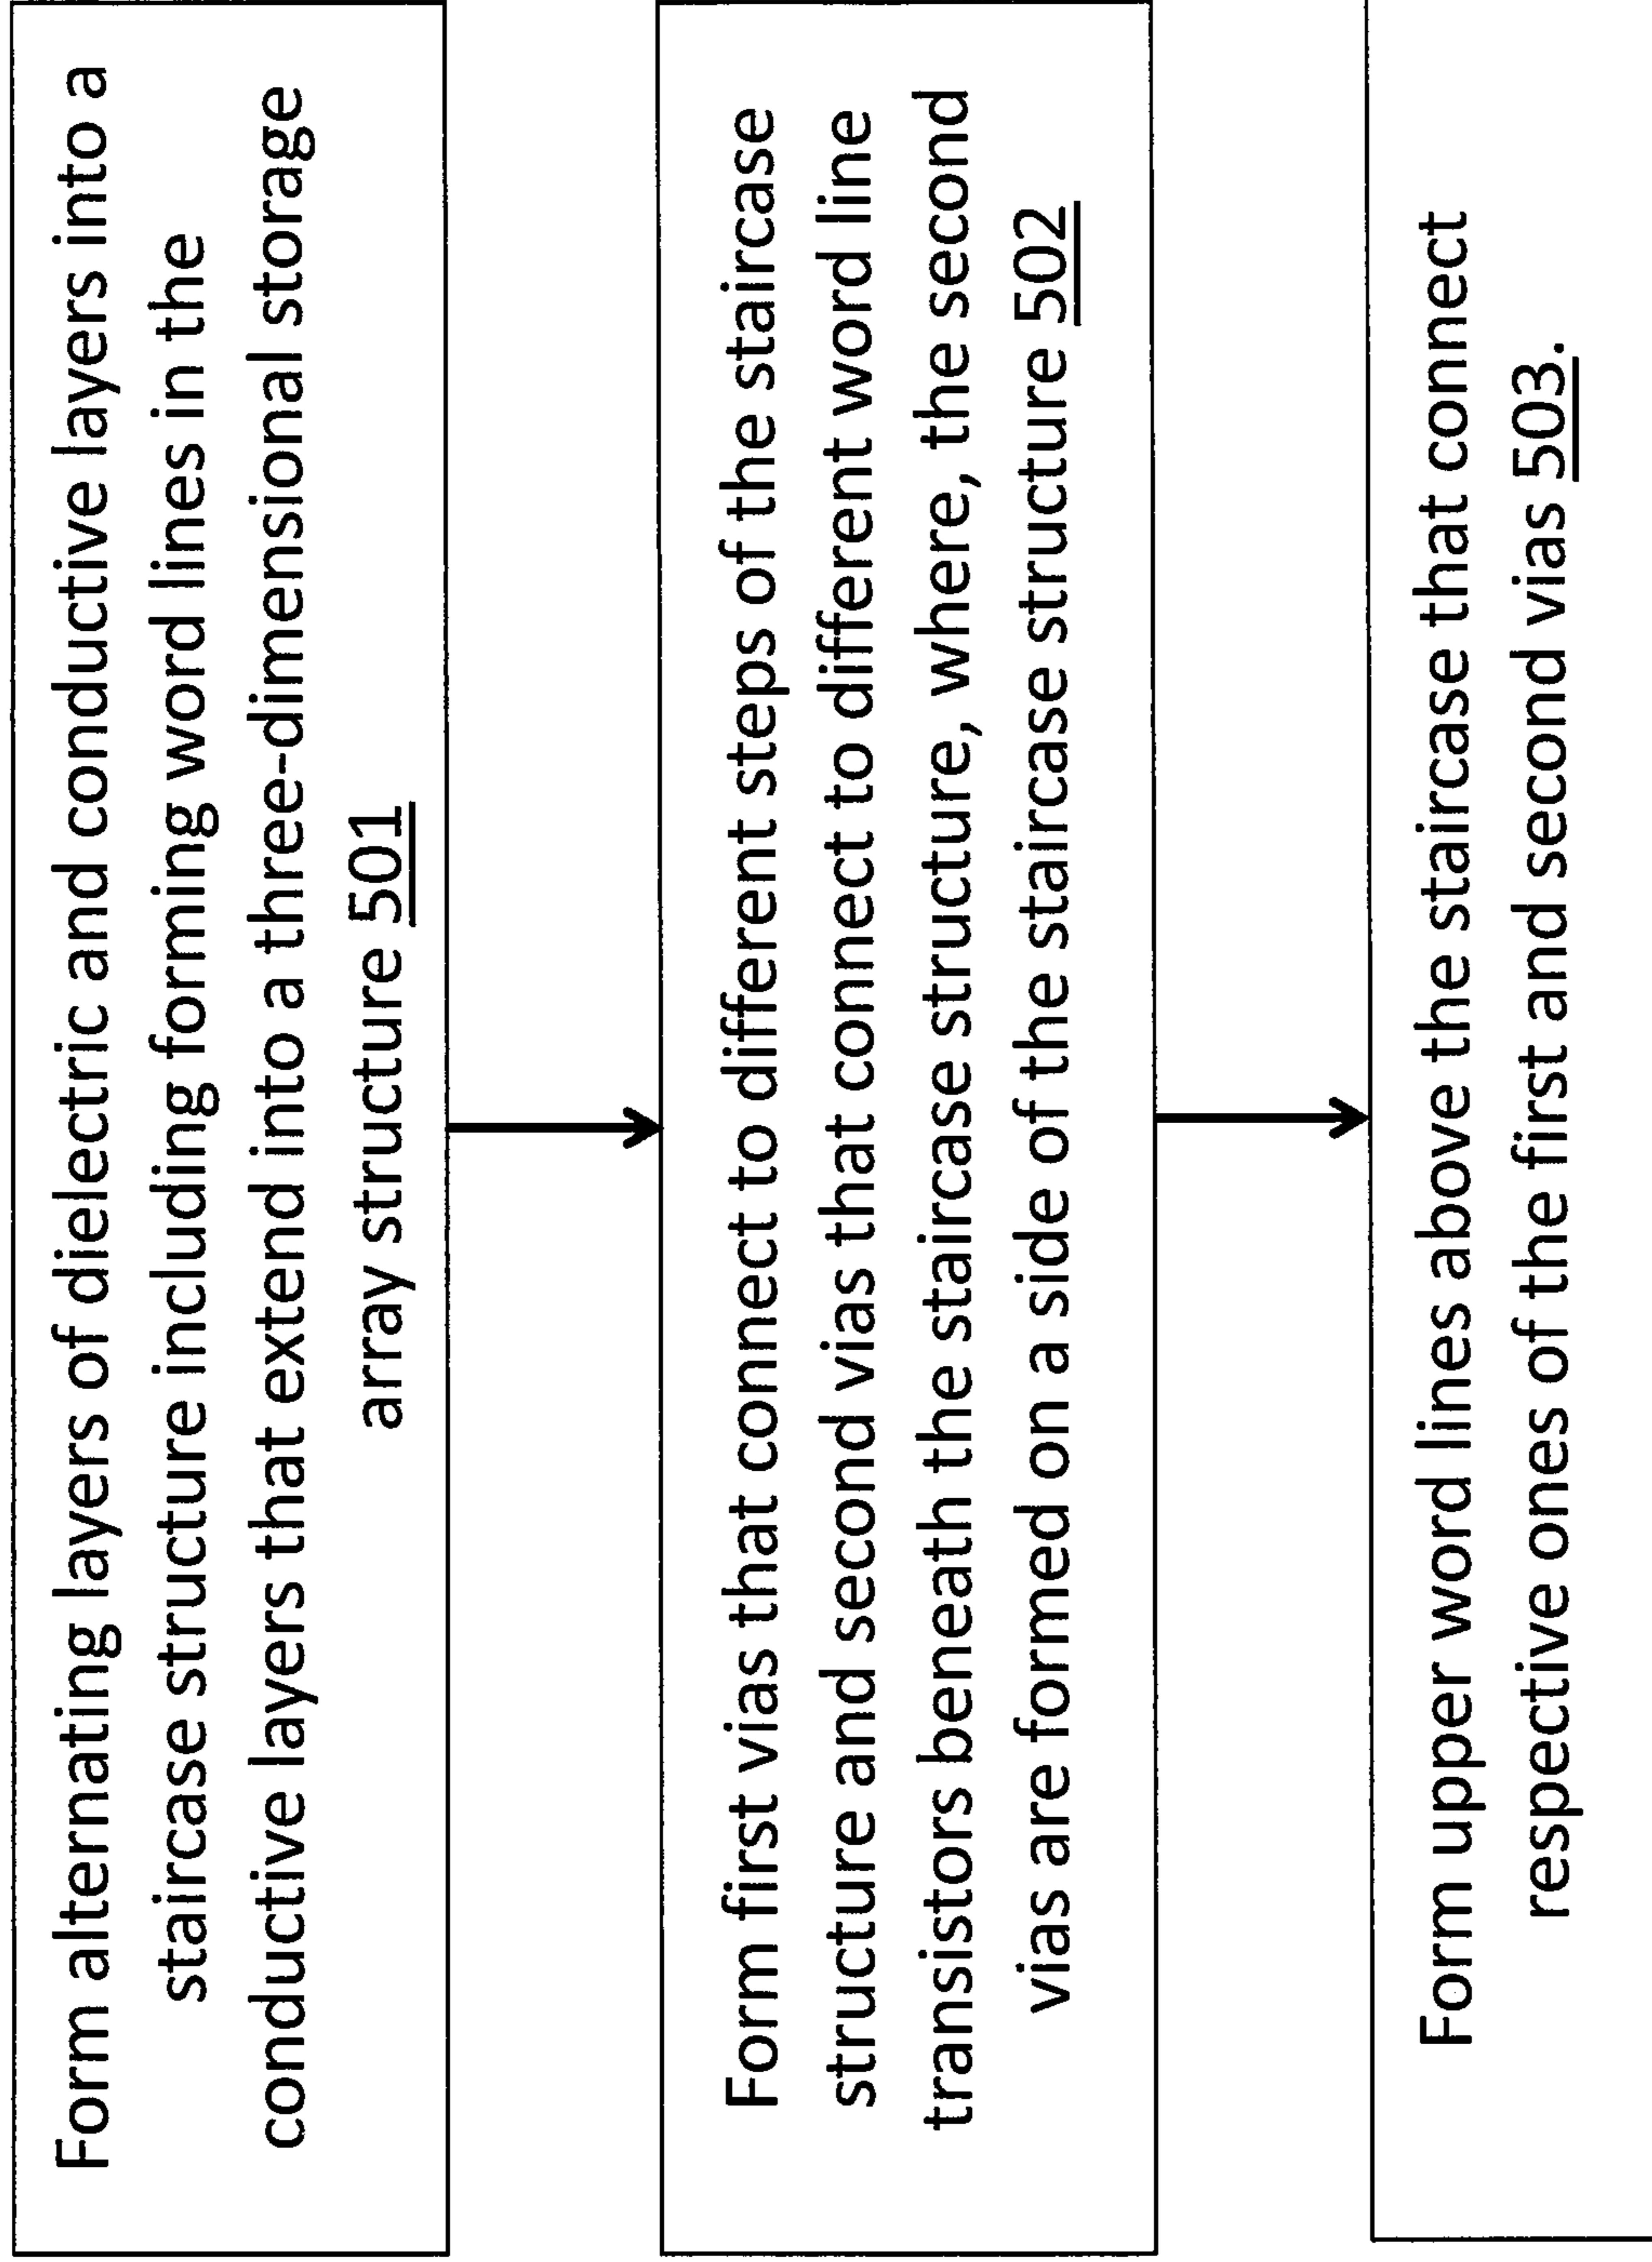 Form alternating layers of dielectric and conductive layers into a
staircase structure including forming word lines in the
conductive layers that extend into a three-dimensional storage
array structure 501
Form first vias that connect to different steps of the staircase
structure and second vias that connect to different word line
transistors beneath the staircase structure, where, the second
vias are formed on a side of the staircase structure 502
Form upper word lines above the staircase that connect
respective ones of the first and second vias 503.